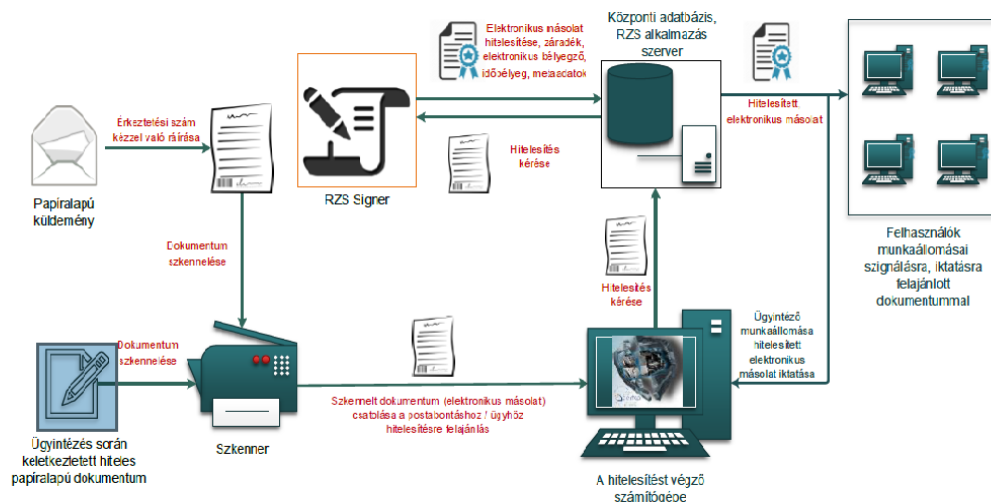 Elektronikus másolat
hitelesítése, záradék,
elektronikus bélyegző,
időbélyeg, metaadatok
Központi adatbázis,
RZS alkalmazás
szerver
Érkeztetési szám
kézzel való ráírása
Hitelesített,
elektronikus másolat
Hitelesítés
kérése
Papíralapú
küldemény
RZS Signer
Felhasználók
munkaállomásai
szignálásra, iktatásra
felajánlott
dokumentummal
Dokumentum
szkennelése
Hitelesítés
kérése
Ügyintéző
munkaállomása
hitelesített
elektronikus
másolat iktatása
Dokumentum
szkennelése
Szkennelt dokumentum (elektronikus másolat)
csatolása a postabontáshoz / ügyhöz
hitelesítésre felajánlás
Ügyintézés során
keletkeztetett hiteles
papíralapú dokumentum
Szkenner
A hitelesítést végző
számítógépe